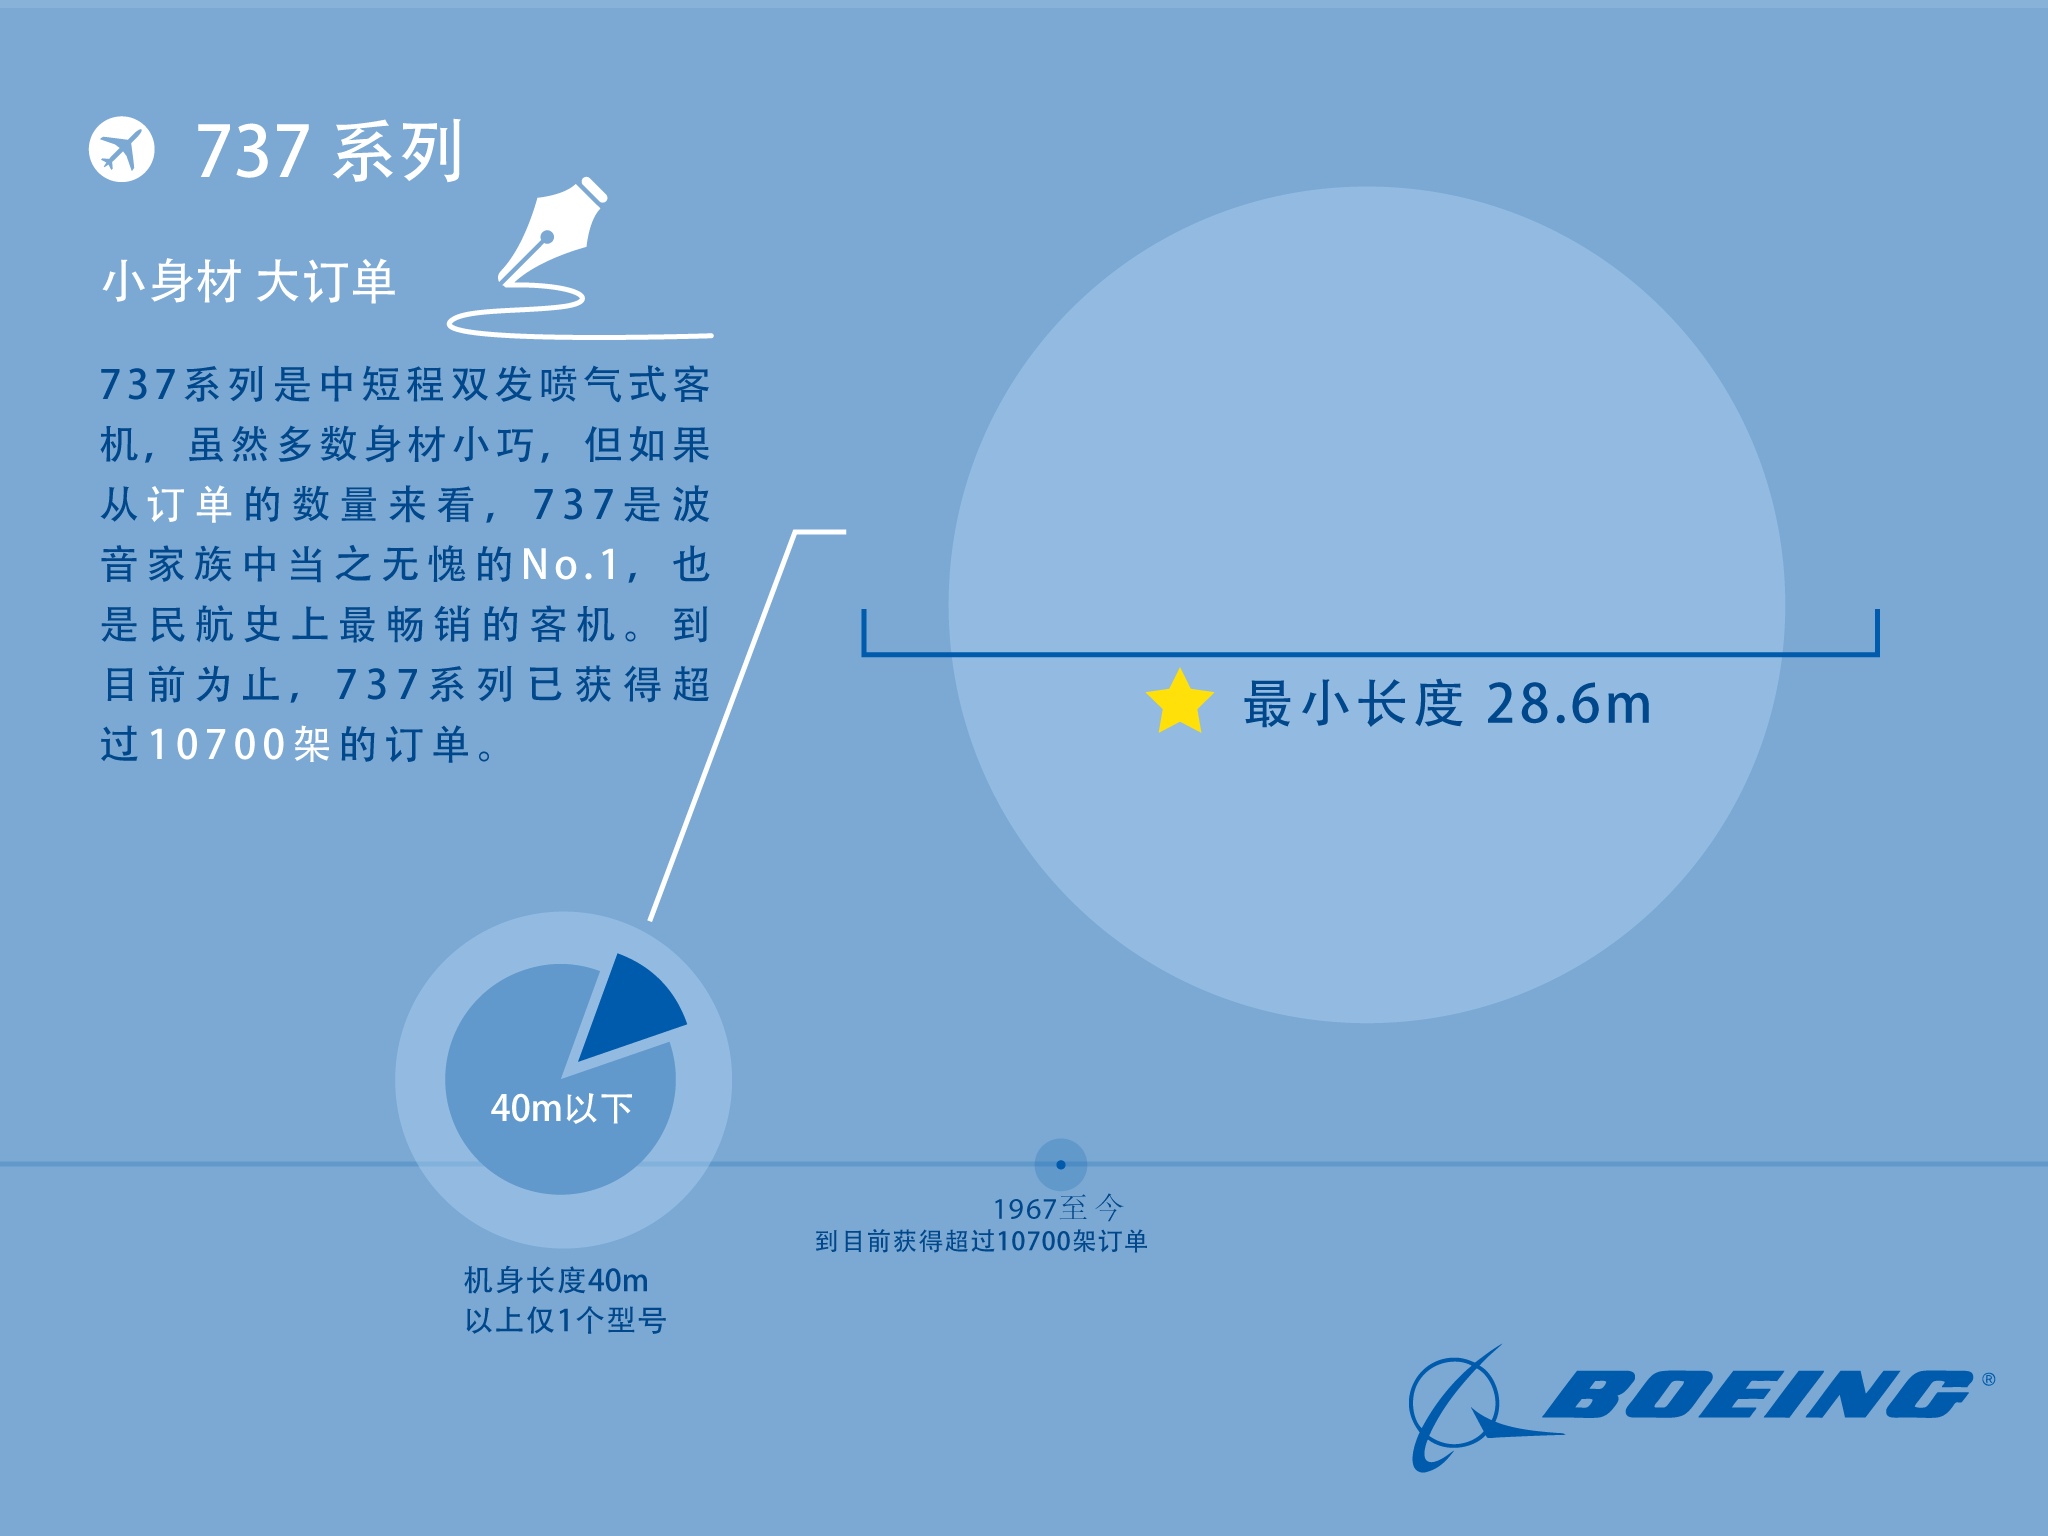 737 系列
小身材 大订单
737系列是中短程双发喷气式客
机，虽然多数身材小巧，但如果
从订单的数量来看，737是波
音家族中当之无愧的No.1，也
是民航史上最畅销的客机。到
目前为止，737系列已获得超
过10700架的订单。
最小长度 28.6m
40m以下
机身长度40m
以上仅1个型号
1967至今
到目前获得超过10700架订单
BOEING®